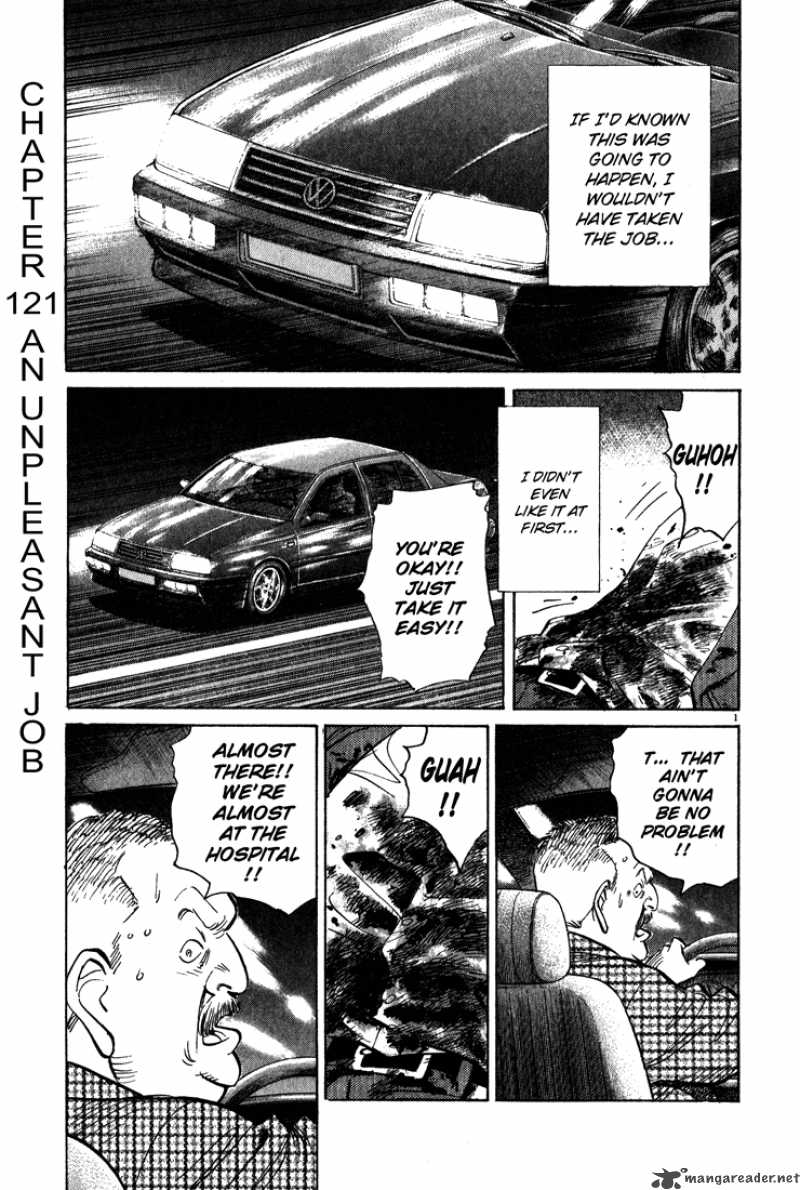 CHAPTER 121 AN UNPLEASANT JOB
IF I'D KNOWN
THIS WAS
GOING TO
HAPPEN, I
WOULDN'T
HAVE TAKEN
THE JOB...
GUHOH
!!
I DIDN'T
EVEN
LIKE IT AT
FIRST...
YOU'RE
OKAY!!
JUST
TAKE IT
EASY!!
1
T... THAT
AIN'T
GONNA
BE NO
PROBLEM
!!
GUAH
!!
ALMOST
THERE!!
WE'RE
ALMOST
AT THE
HOSPITAL
!!
mangareader.net